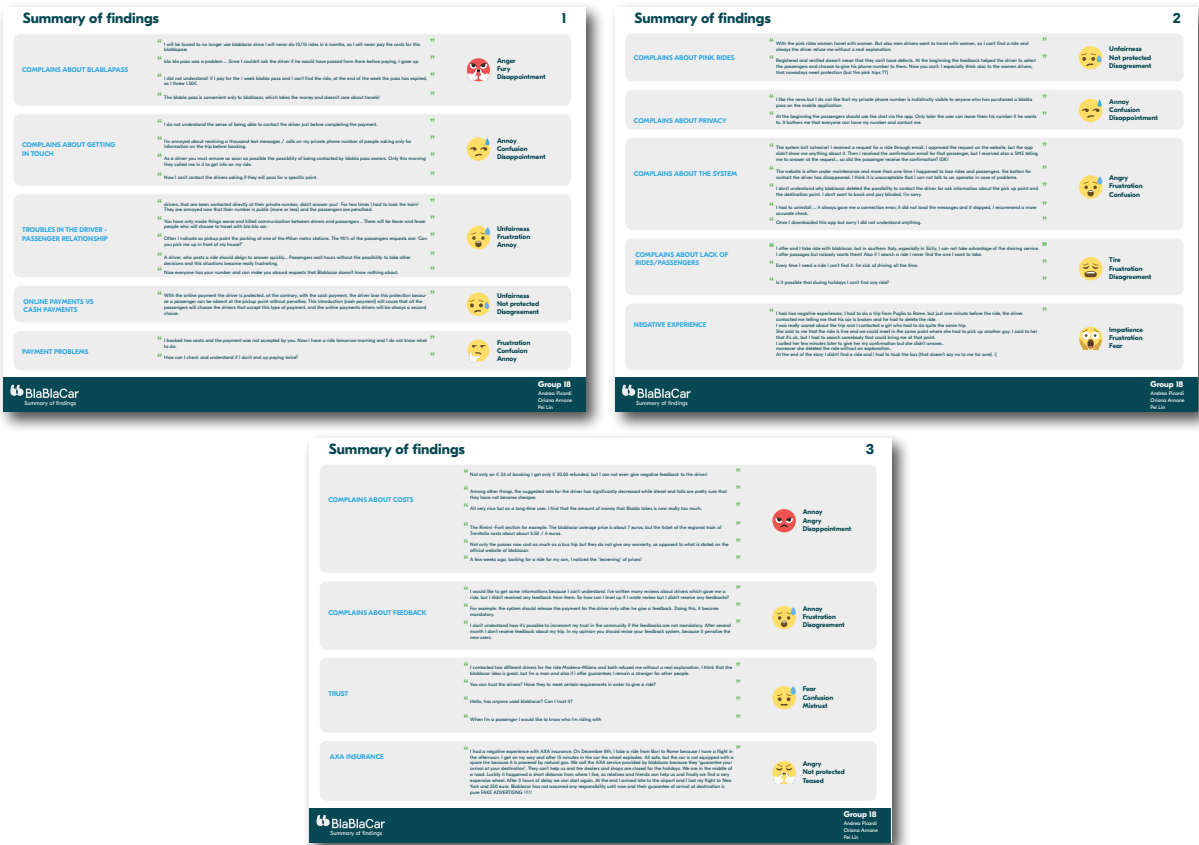 Summary of findings
1
COMPLAINS ABOUT BLABLAPASS
I will be forced to no longer use blablacar since I will never do 10/15 rides in 6 months, so I will never pay the costs for this
blablapass.
bla bla pass was a problem ... Since I couldn't ask the driver if he would have passed from there before paying, I gave up.
I did not understand! If I pay for the 1 week blabla pass and I can't find the ride, at the end of the week the pass has expired,
so I threw 1.50€.
The blabla pass is convenient only to blablacar, which takes the money and doesn't care about travels!
Anger
Fury
Disappointment
COMPLAINS ABOUT GETTING
IN TOUCH
I do not understand the sense of being able to contact the driver just before completing the payment.
I'm annoyed about receiving a thousand text messages / calls on my private phone number of people asking only for
information on the trip before booking.
As a driver you must remove as soon as possible the possibility of being contacted by blabla pass owners. Only this morning
they called me in 4 to get into on my ride.
Now I can't contact the drivers asking if they will pass for a specific point.
Annoy
Confusion
Disappointment
TROUBLES IN THE DRIVER -
PASSENGER RELATIONSHIP
drivers, that are been contacted directly at their private number, didn't answer you! For two times I had to took the train!
They are annoyed now that their number is public (more or less) and the passengers are penalised.
You have only made things worse and killed communication between drivers and passengers... There will be fewer and fewer
people who will choose to travel with bla bla car.
Often I indicate as pickup point the parking of one of the Milan metro stations. The 90% of the passengers requests are: 'Can
you pick me up in front of my house?'
A driver, who posts a ride should deign to answer quickly... Passengers wait hours without the possibility to take other
decisions and this situations became really frustrating.
Now everyone has your number and can make you absurd requests that Blablacar doesn't know nothing about.
Unfairness
Frustration
Annoy
ONLINE PAYMENTS VS
CASH PAYMENTS
With the online payment the driver is protected, at the contrary, with the cash payment, the driver lose this protection becau-
se a passenger can be absent at the pickup point without penalties. This introduction (cash payment) will cause that all the
passengers will choose the drivers that accept this type of payment, and the online payments drivers will be always a second
choice.
Unfairness
Not protected
Disagreement
PAYMENT PROBLEMS
I booked two seats and the payment was not accepted by you. Now I have a ride tomorrow morning and I do not know what
to do.
How can I check and understand if I don't end up paying twice?
Frustration
Confusion
Annoy
BlaBlaCar
Summary of findings
Group 18
Andrea Picardi
Oriana Arnone
Pei Lin
Summary of findings
2
COMPLAINS ABOUT PINK RIDES
With the pink rides women travel with women. But also men drivers want to travel with women, so I can't find a ride and
always the driver refuse me without a real explanation.
Registered and verified doesn't mean that they can't have defects. At the beginning the feedback helped the driver to select
the passengers and choose to give his phone number to them. Now you can't. I especially think also to the women drivers,
that nowadays need protection (but the pink trips ??)
Unfairness
Not protected
Disagreement
COMPLAINS ABOUT PRIVACY
I like the news but I do not like that my private phone number is indistinctly visible to anyone who has purchased a blabla
pass on the mobile application.
At the beginning the passengers should use the chat via the app. Only later the user can leave them his number if he wants
to. It bothers me that everyone can have my number and contact me.
Annoy
Confusion
Disappointment
COMPLAINS ABOUT THE SYSTEM
The system isn't cohesive! I received a request for a ride through email, I approved the request on the website, but the app
didn't show me anything about it. Then I received the confirmation email for that passenger, but I received also a SMS telling
me to answer at the request... so did the passenger receive the confirmation? IDK!
The website is often under maintenance and more than one time I happened to lose rides and passengers. the button for
contact the driver has disappeared. I think it is unacceptable that I can not talk to an operator in case of problems.
I don't understand why blablacar deleted the possibility to contact the driver for ask information about the pick up point and
the destination point. I don't want to book and pay blinded, I'm sorry.
I had to uninstall... it always gave me a correction error, it did not load the messages and it stopped, I recommend a more
accurate check.
Once I downloaded this app but sorry I did not understand anything.
Angry
Frustration
Confusion
COMPLAINS ABOUT LACK OF
RIDES/PASSENGERS
I offer and I take ride with blablacar, but in southern Italy, especially in Sicily, I can not take advantage of the sharing service.
I offer passages but nobody wants them! Also if I search a ride I never find the one I want to take.
Every time I need a ride I can't find it. I'm sick of driving all the time.
Is it possible that during holidays I can't find any ride?
Tire
Frustration
Disagreement
NEGATIVE EXPERIENCE
I had two negative experiences, I had to do a trip from Puglia to Rome, but just one minute before the ride, the driver
contacted me telling me that his car is broken and he had to delete the ride.
I was really scared about the trip and I contacted a girl who had to do quite the same trip.
She said to me that the ride is fine and we could meet in the same point where she had to pick up another guy. I said to her
that it's ok, but I had to search somebody that could bring me at that point.
I called her few minutes later to give her my confirmation but she didn't answer..
moreover she deleted the ride without an explanation..
At the end of the story I didn't find a ride and I had to took the bus (that doesn't say no to me for sure). :(
Impatience
Frustration
Fear
BlaBlaCar
Summary of findings
Group 18
Andrea Picardi
Oriana Arnone
Pei Lin
Summary of findings
3
COMPLAINS ABOUT COSTS
Not only on € 24 of booking I get only € 20.50 refunded, but I can not even give negative feedback to the driver!
Among other things, the suggested rate for the driver has significantly decreased while diesel and tolls are pretty sure that
they have not become cheaper.
All very nice but as a long-time user, I find that the amount of money that Blabla takes is now really too much.
The Rimini -Forlì section for example. The blablacar average price is about 7 euros, but the ticket of the regional train of
Trenitalia costs about about 5.50 / 6 euros.
Not only the passes now cost as much as a bus trip but they do not give any warranty, as opposed to what is stated on the
official website of blablacar.
A few weeks ago, looking for a ride for my son, I noticed the 'leavening' of prices!
Annoy
Angry
Disappointment
COMPLAINS ABOUT FEEDBACK
I would like to get some informations because I can't understand. I've written many reviews about drivers which gave me a
ride, but I didn't received any feedback from them. So how can I level up if I wrote review but I didn't receive any feedbacks?
For example: the system should release the payment for the driver only after he give a feedback. Doing this, it become
mandatory.
I don't understand how it's possible to increment my trust in the community if the feedbacks are not mandatory. After several
month I don't receive feedback about my trip. In my opinion you should revise your feedback system, because it penalise the
new users.
Annoy
Frustration
Disagreement
TRUST
I contacted two different drivers for the ride Modena-Milano and both refused me without a real explanation. I think that the
blablacar idea is great, but I'm a man and also if I offer guarantees I remain a stranger for other people.
You can trust the drivers? Have they to meet certain requirements in order to give a ride?
Hello, has anyone used blablacar? Can I trust it?
When I'm a passenger I would like to know who I'm riding with
Fear
Confusion
Mistrust
AXA INSURANCE
I had a negative experience with AXA insurance. On December 8th, I take a ride from Bari to Rome because I have a flight in
the afternoon. I get on my way and after 15 minutes in the car the wheel explodes. All safe, but the car is not equipped with a
spare tire because it is powered by natural gas. We call the AXA service provided by blablacar because they 'guarantee your
arrival at your destination'. They can't help us and tire dealers and shops are closed for the holidays. We are in the middle of
a road. Luckily it happened a short distance from where I live, so relatives and friends can help us and finally we find a very
expensive wheel. After 3 hours of delay we can start again. At the end I arrived late to the airport and I lost my flight to New
York and 250 euro. Blablacar has not assumed any responsibility until now and their guarantee of arrival at destination is
pure FAKE ADVERTISING !!!!
Angry
Not protected
Teased
BlaBlaCar
Summary of findings
Group 18
Andrea Picardi
Oriana Arnone
Pei Lin